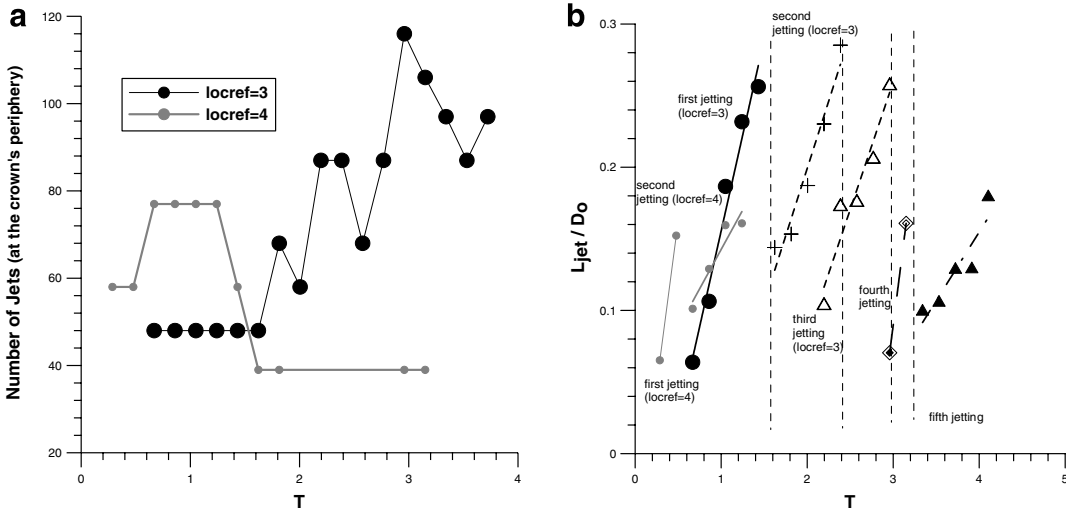 a
120
100
80
60
40
20
Number of Jets (at the crown's periphery)
locref=3
locref=4
0
1
2
3
4
T
b
0.3
0.2
0.1
0
Ljet / Do
second
jetting (locref=3)
first jetting
(locref=3)
second
jetting (locref=4)
first jetting
(locref=4)
third
jetting
(locref=3)
fourth
jetting
fifth jetting
0
1
2
3
4
5
T